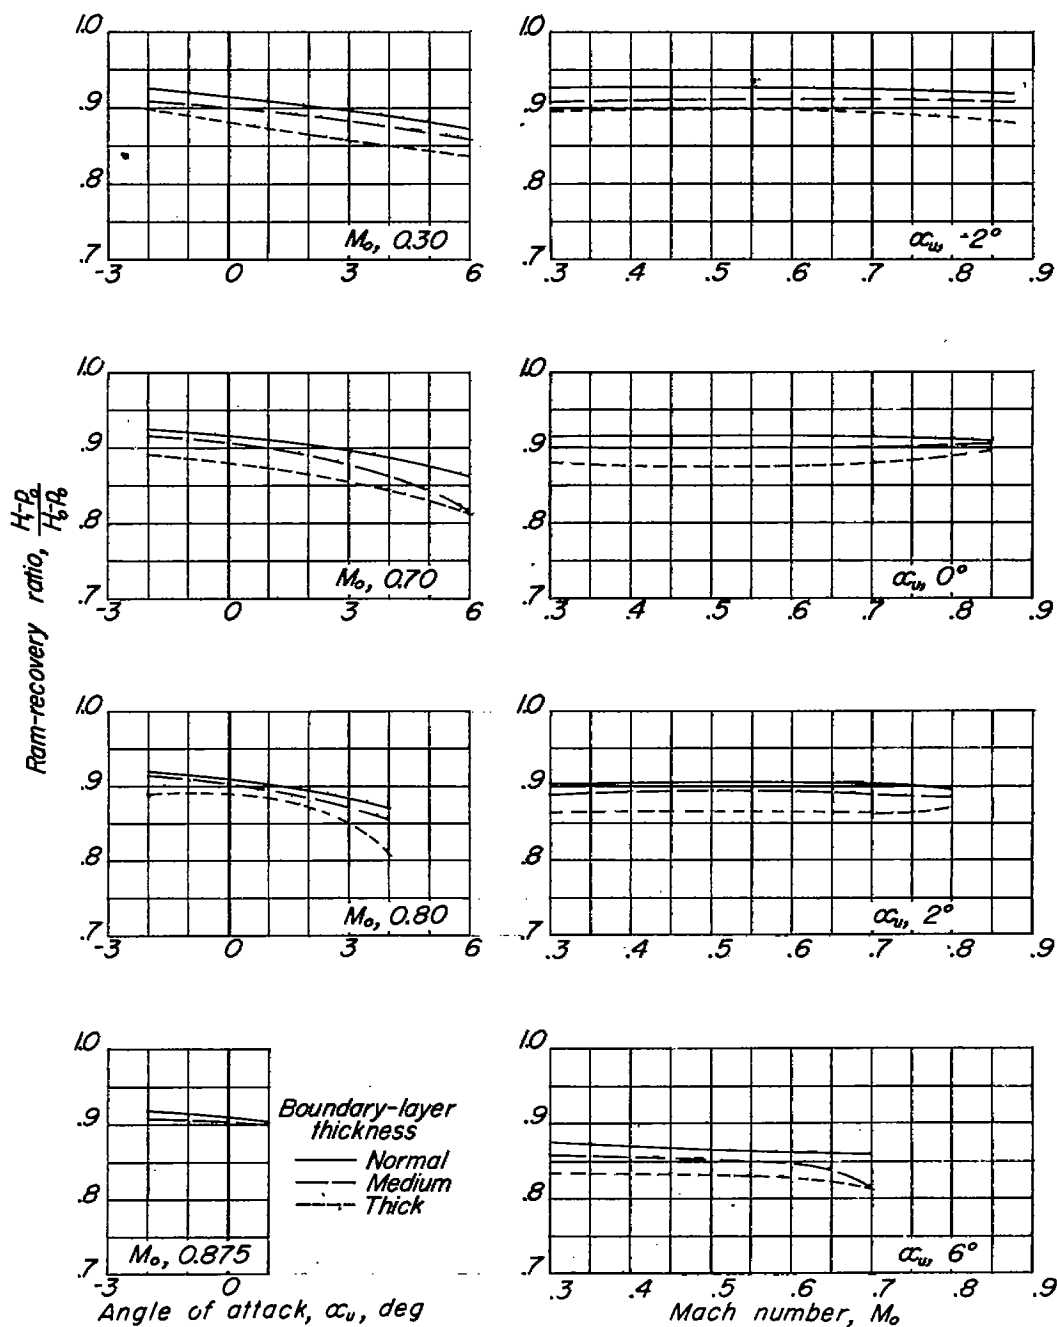 1.0
.9
.8
.7
M₀, 0.30
-3 0 3 6
1.0
.9
.8
.7
αᵤ, -2°
.3 .4 .5 .6 .7 .8 .9
1.0
.9
.8
.7
M₀, 0.70
-3 0 3 6
1.0
.9
.8
.7
αᵤ, 0°
.3 .4 .5 .6 .7 .8 .9
Ram-recovery ratio, H₁-p₀/H₀-p₀
1.0
.9
.8
.7
M₀, 0.80
-3 0 3 6
1.0
.9
.8
.7
αᵤ, 2°
.3 .4 .5 .6 .7 .8 .9
1.0
.9
.8
.7
M₀, 0.875
-3 0
Angle of attack, αᵤ, deg
Boundary-layer
thickness
Normal
Medium
Thick
1.0
.9
.8
.7
αᵤ, 6°
.3 .4 .5 .6 .7 .8 .9
Mach number, M₀